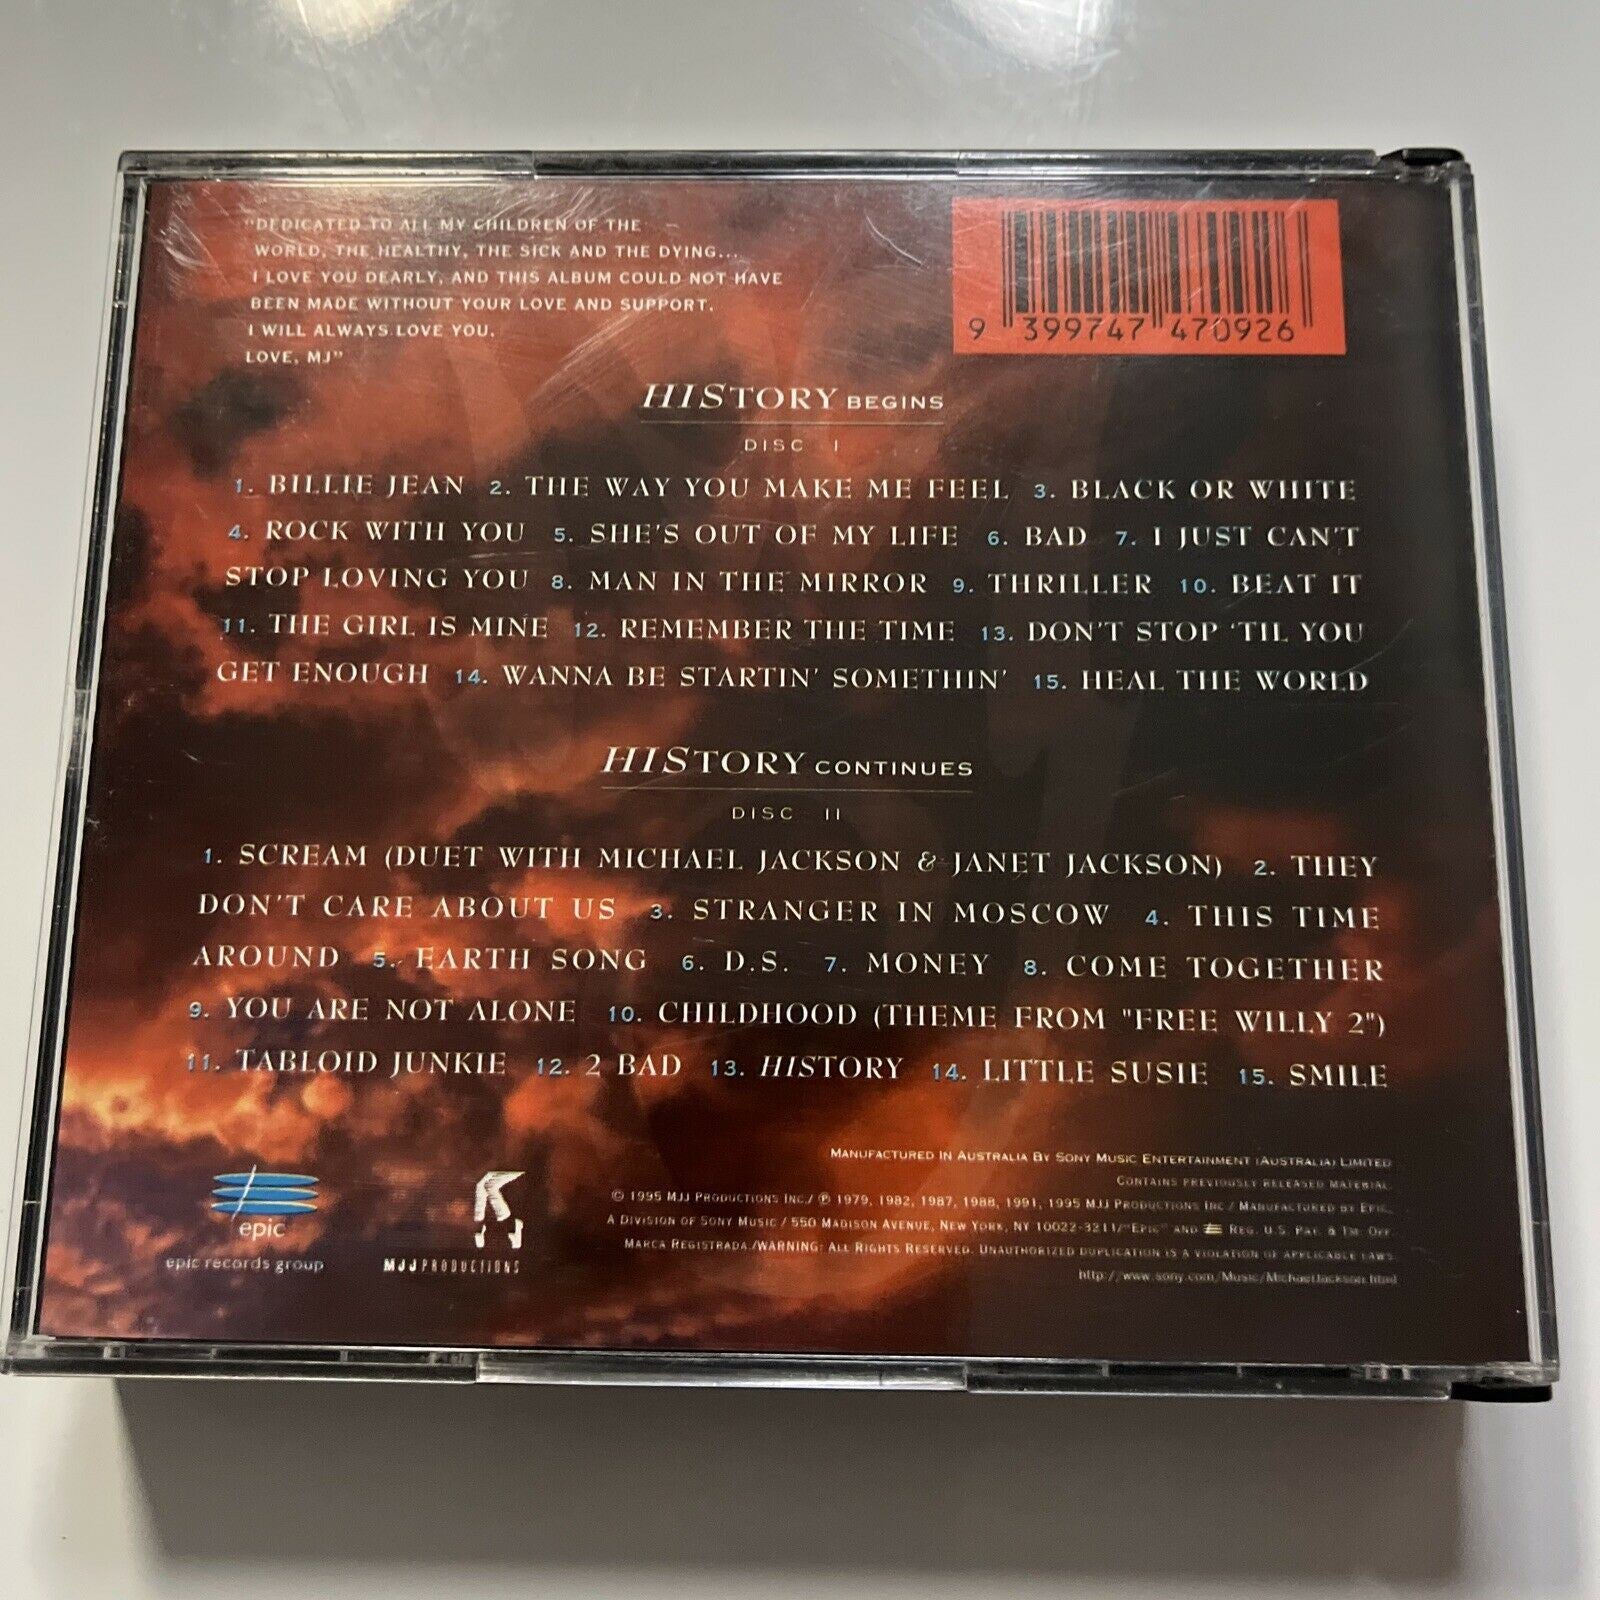 "DEDICATED TO ALL MY CHILDREN OF THE
WORLD, THE HEALTHY, THE SICK AND THE DYING...
I LOVE YOU DEARLY, AND THIS ALBUM COULD NOT HAVE
BEEN MADE WITHOUT YOUR LOVE AND SUPPORT.
I WILL ALWAYS LOVE YOU.
LOVE, MJ"
9 399747 470926
HISTORY BEGINS
DISC I
1. BILLIE JEAN 2. THE WAY YOU MAKE ME FEEL 3. BLACK OR WHITE
4. ROCK WITH YOU 5. SHE'S OUT OF MY LIFE 6. BAD 7. I JUST CAN'T
STOP LOVING YOU 8. MAN IN THE MIRROR 9. THRILLER 10. BEAT IT
11. THE GIRL IS MINE 12. REMEMBER THE TIME 13. DON'T STOP 'TIL YOU
GET ENOUGH 14. WANNA BE STARTIN' SOMETHIN' 15. HEAL THE WORLD
HISTORY CONTINUES
DISC II
1. SCREAM (DUET WITH MICHAEL JACKSON & JANET JACKSON) 2. THEY
DON'T CARE ABOUT US 3. STRANGER IN MOSCOW 4. THIS TIME
AROUND 5. EARTH SONG 6. D.S. 7. MONEY 8. COME TOGETHER
9. YOU ARE NOT ALONE 10. CHILDHOOD (THEME FROM "FREE WILLY 2")
11. TABLOID JUNKIE 12. 2 BAD 13. HISTORY 14. LITTLE SUSIE 15. SMILE
MANUFACTURED IN AUSTRALIA BY SONY MUSIC ENTERTAINMENT (AUSTRALIA) LIMITED
CONTAINS PREVIOUSLY RELEASED MATERIAL.
© 1995 MJJ PRODUCTIONS INC./ ℗ 1979, 1982, 1987, 1988, 1991, 1995 MJJ PRODUCTIONS INC./ MANUFACTURED BY EPIC,
A DIVISION OF SONY MUSIC / 550 MADISON AVENUE, NEW YORK, NY 10022-3211/"EPIC" AND REG. U.S. PAT. & TM. OFF.
MARCA REGISTRADA./WARNING: ALL RIGHTS RESERVED. UNAUTHORIZED DUPLICATION IS A VIOLATION OF APPLICABLE LAWS.
http://www.sony.com/Music/MichaelJackson.html
epic
epic records group
MJJ PRODUCTIONS